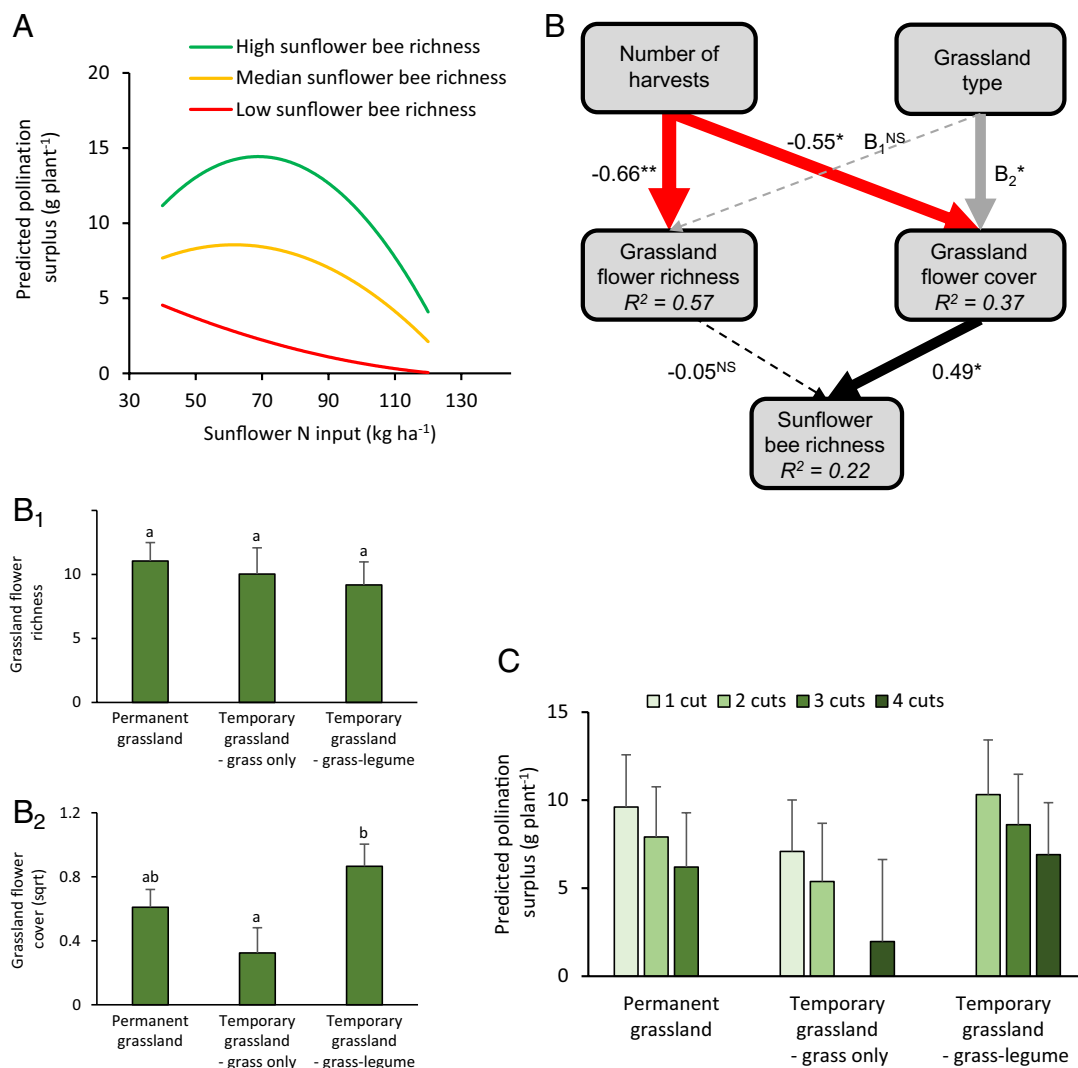 A
High sunflower bee richness
Median sunflower bee richness
Low sunflower bee richness
Predicted pollination
surplus (g plant⁻¹)
20
15
10
5
0
30
50
70
90
110
130
Sunflower N input (kg ha⁻¹)
B
Number of
harvests
Grassland
type
-0.55*
B₁ᴺˢ
-0.66**
B₂*
Grassland
flower richness
R² = 0.57
Grassland
flower cover
R² = 0.37
-0.05ᴺˢ
0.49*
Sunflower
bee richness
R² = 0.22
B₁
Grassland flower
richness
10
5
0
a
a
a
Permanent
grassland
Temporary
grassland
- grass only
Temporary
grassland
- grass-legume
B₂
Grassland flower
cover (sqrt)
1.2
0.8
0.4
0
ab
a
b
Permanent
grassland
Temporary
grassland
- grass only
Temporary
grassland
- grass-legume
C
1 cut
2 cuts
3 cuts
4 cuts
Predicted pollination
surplus (g plant⁻¹)
15
10
5
0
Permanent
grassland
Temporary
grassland
- grass only
Temporary
grassland
- grass-legume